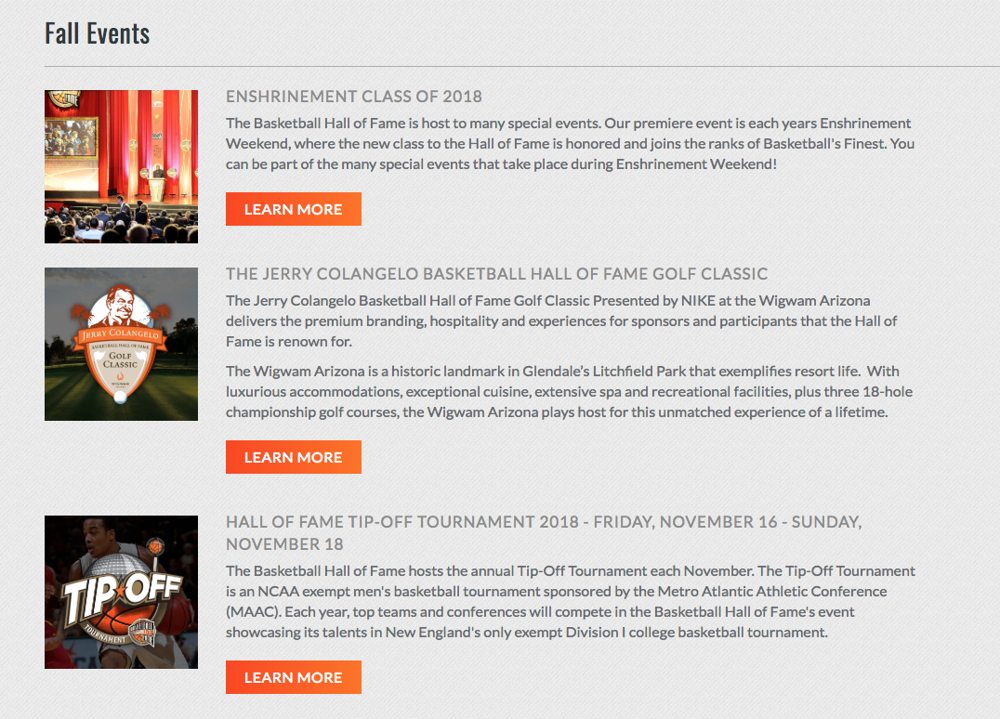 Fall Events
ENSHRINEMENT CLASS OF 2018
The Basketball Hall of Fame is host to many special events. Our premiere event is each years Enshrinement
Weekend, where the new class to the Hall of Fame is honored and joins the ranks of Basketball's Finest. You
can be part of the many special events that take place during Enshrinement Weekend!
LEARN MORE
THE JERRY COLANGELO BASKETBALL HALL OF FAME GOLF CLASSIC
The Jerry Colangelo Basketball Hall of Fame Golf Classic Presented by NIKE at the Wigwam Arizona
delivers the premium branding, hospitality and experiences for sponsors and participants that the Hall of
Fame is renown for.
JERRY COLANGELO
BASKETBALL HALL OF FAME
GOLF
CLASSIC
The Wigwam Arizona is a historic landmark in Glendale’s Litchfield Park that exemplifies resort life.  With
luxurious accommodations, exceptional cuisine, extensive spa and recreational facilities, plus three 18-hole
championship golf courses, the Wigwam Arizona plays host for this unmatched experience of a lifetime.
LEARN MORE
HALL OF FAME TIP-OFF TOURNAMENT 2018 - FRIDAY, NOVEMBER 16 - SUNDAY,
NOVEMBER 18
The Basketball Hall of Fame hosts the annual Tip-Off Tournament each November. The Tip-Off Tournament
is an NCAA exempt men's basketball tournament sponsored by the Metro Atlantic Athletic Conference
(MAAC). Each year, top teams and conferences will compete in the Basketball Hall of Fame's event
showcasing its talents in New England's only exempt Division I college basketball tournament.
TIP OFF
TOURNAMENT
LEARN MORE